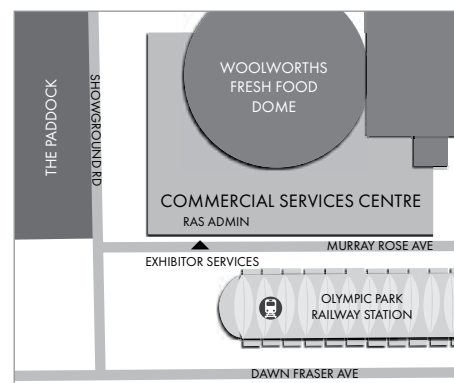 WOOLWORTHS
FRESH FOOD
DOME
THE PADDOCK
SHOWGROUND RD
COMMERCIAL SERVICES CENTRE
RAS ADMIN
MURRAY ROSE AVE
EXHIBITOR SERVICES
OLYMPIC PARK
RAILWAY STATION
DAWN FRASER AVE